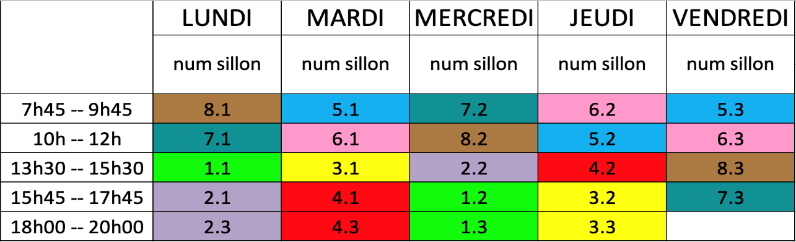 LUNDI MARDI MERCREDI JEUDI VENDREDI
num sillon num sillon num sillon num sillon num sillon
7h45 -- 9h45 8.1 5.1 7.2 6.2 5.3
10h -- 12h 7.1 6.1 8.2 5.2 6.3
13h30 -- 15h30 1.1 3.1 2.2 4.2 8.3
15h45 -- 17h45 2.1 4.1 1.2 3.2 7.3
18h00 -- 20h00 2.3 4.3 1.3 3.3